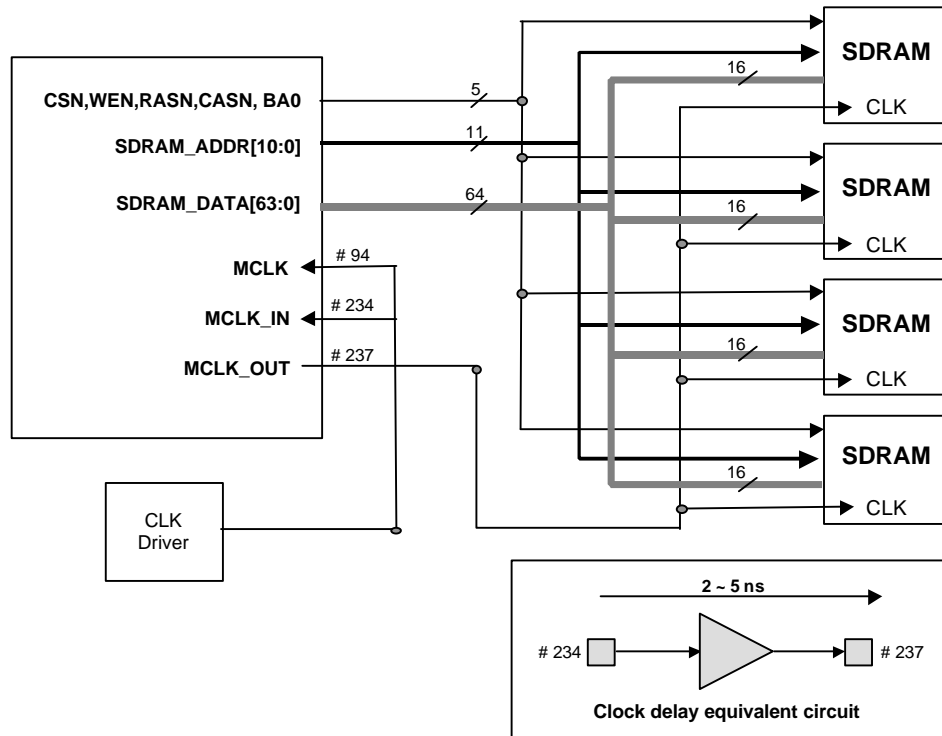 CSN,WEN,RASN,CASN, BA0
5
SDRAM_ADDR[10:0]
11
SDRAM_DATA[63:0]
64
MCLK
# 94
MCLK_IN
# 234
MCLK_OUT
# 237
SDRAM
16
CLK
SDRAM
16
CLK
SDRAM
16
CLK
SDRAM
16
CLK
CLK
Driver
2 ~ 5 ns
# 234
# 237
Clock delay equivalent circuit